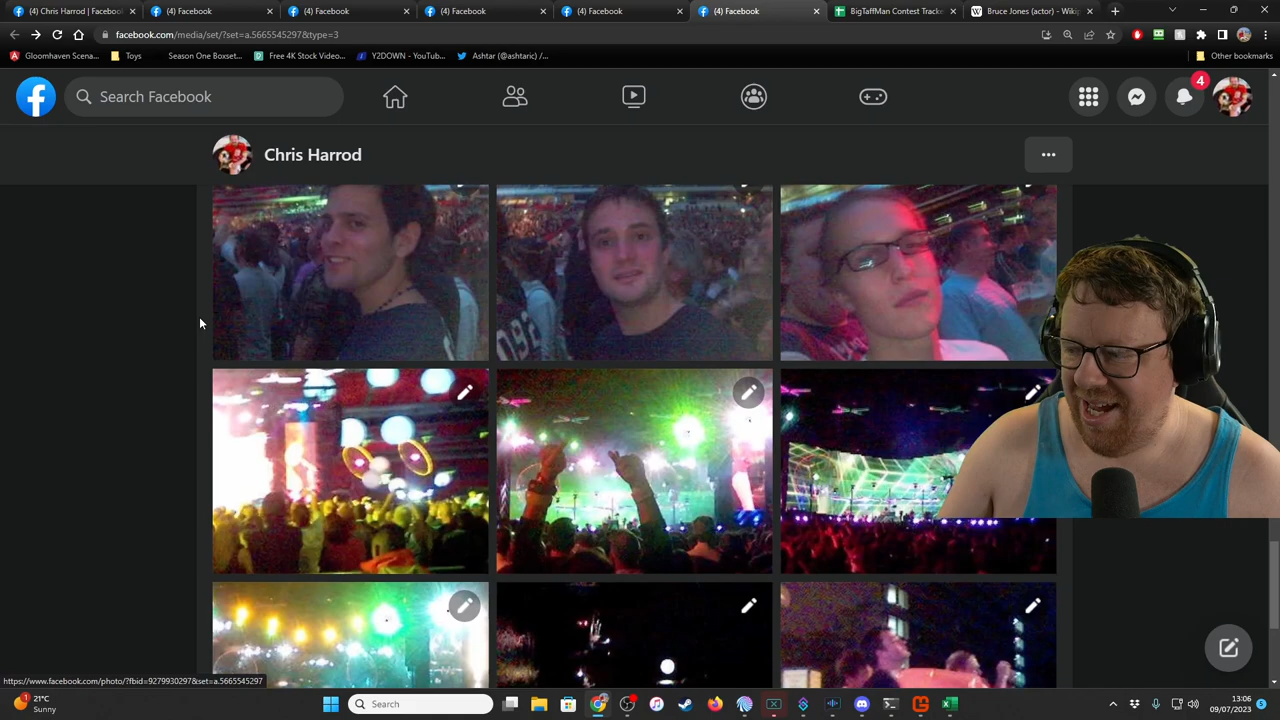 (4) Chris Harrod | Facebook
(4) Facebook
(4) Facebook
(4) Facebook
(4) Facebook
(4) Facebook
BigTaffMan Contest Tracke
Bruce Jones (actor) - Wikip
facebook.com/media/set/?set=a.5665545297&type=3
Gloomhaven Scena...
Toys
Season One Boxset...
Free 4K Stock Video...
Y2DOWN - YouTub...
Ashtar (@ashtaric) /...
Other bookmarks
Search Facebook
4
Chris Harrod
https://www.facebook.com/photo/?fbid=9279930297&set=a.5665545297
1
21°C
Sunny
Search
13:06
09/07/2023